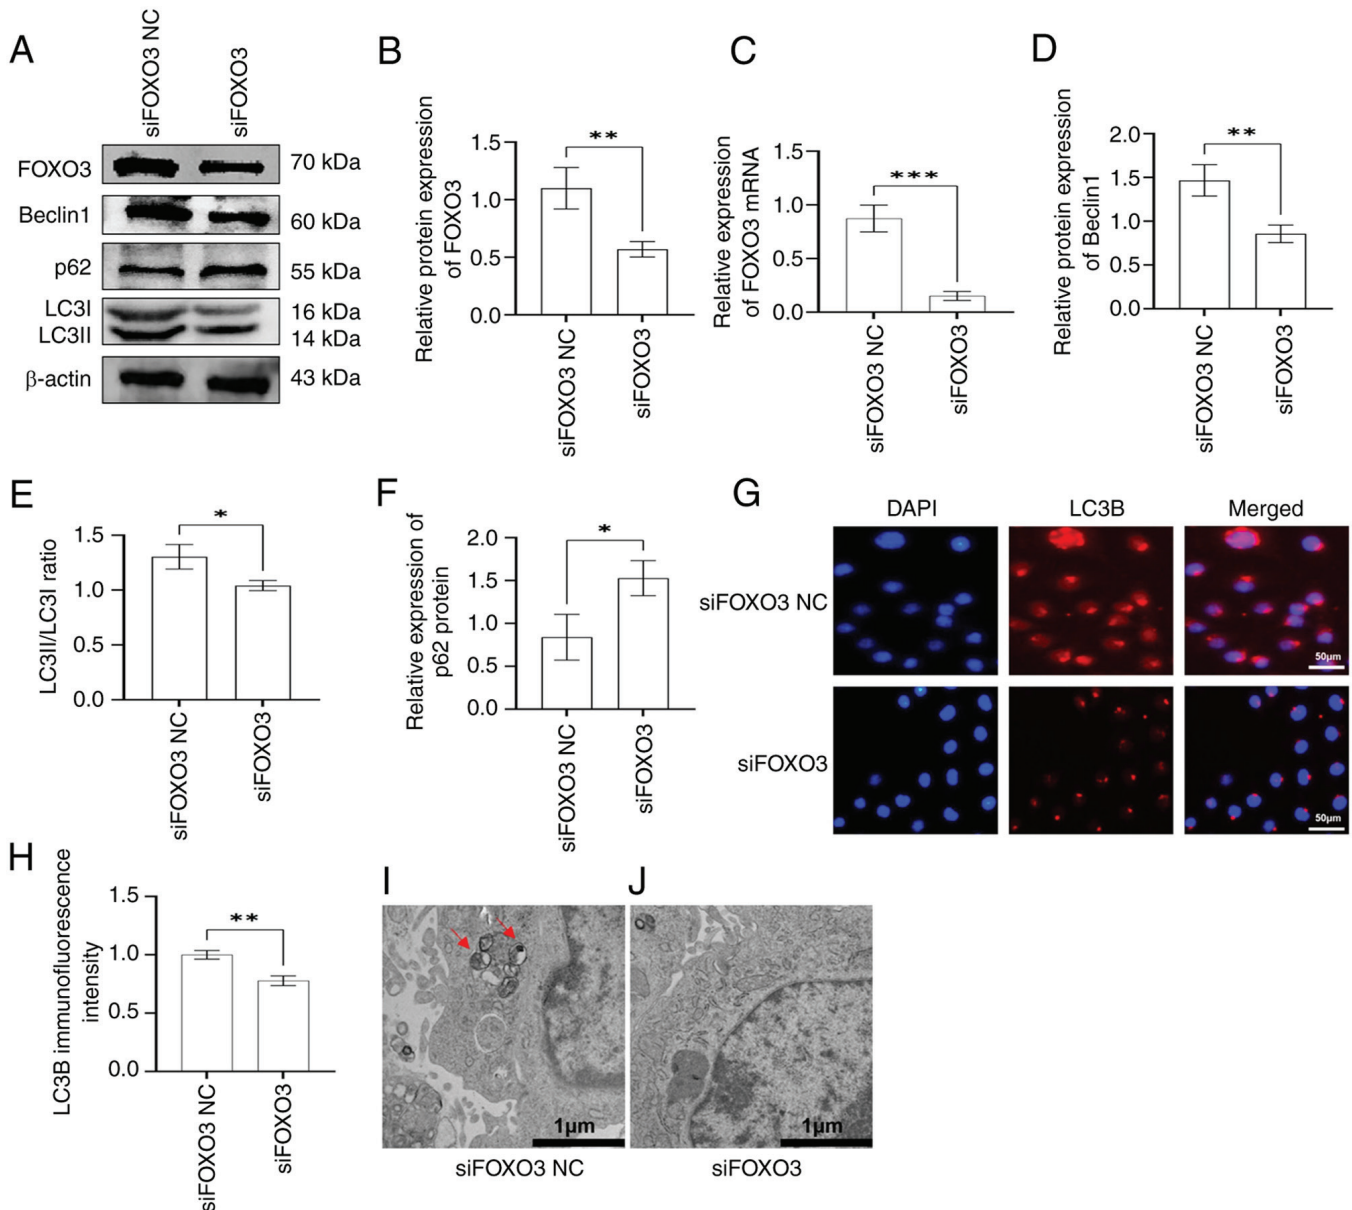 A
siFOXO3 NC
siFOXO3
FOXO3
70 kDa
Beclin1
60 kDa
p62
55 kDa
LC3I
16 kDa
LC3II
14 kDa
β-actin
43 kDa
B
Relative protein expression
of FOXO3
1.5
1.0
0.5
0.0
**
siFOXO3 NC
siFOXO3
C
Relative expression
of FOXO3 mRNA
1.5
1.0
0.5
0.0
***
siFOXO3 NC
siFOXO3
D
Relative protein expression
of Beclin1
2.0
1.5
1.0
0.5
0.0
**
siFOXO3 NC
siFOXO3
E
LC3II/LC3I ratio
1.5
1.0
0.5
0.0
*
siFOXO3 NC
siFOXO3
F
Relative expression of
p62 protein
2.0
1.5
1.0
0.5
0.0
*
siFOXO3 NC
siFOXO3
G
DAPI
LC3B
Merged
siFOXO3 NC
50μm
siFOXO3
50μm
H
LC3B immunofluorescence
intensity
1.5
1.0
0.5
0.0
**
siFOXO3 NC
siFOXO3
I
1μm
siFOXO3 NC
J
1μm
siFOXO3